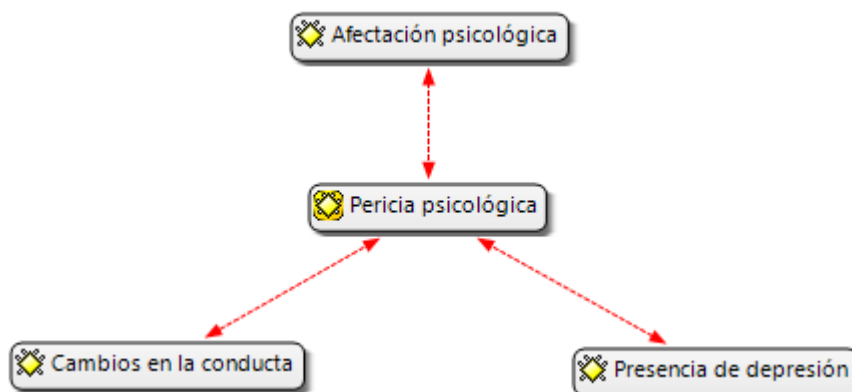 Afectación psicológica
Pericia psicológica
Cambios en la conducta
Presencia de depresión